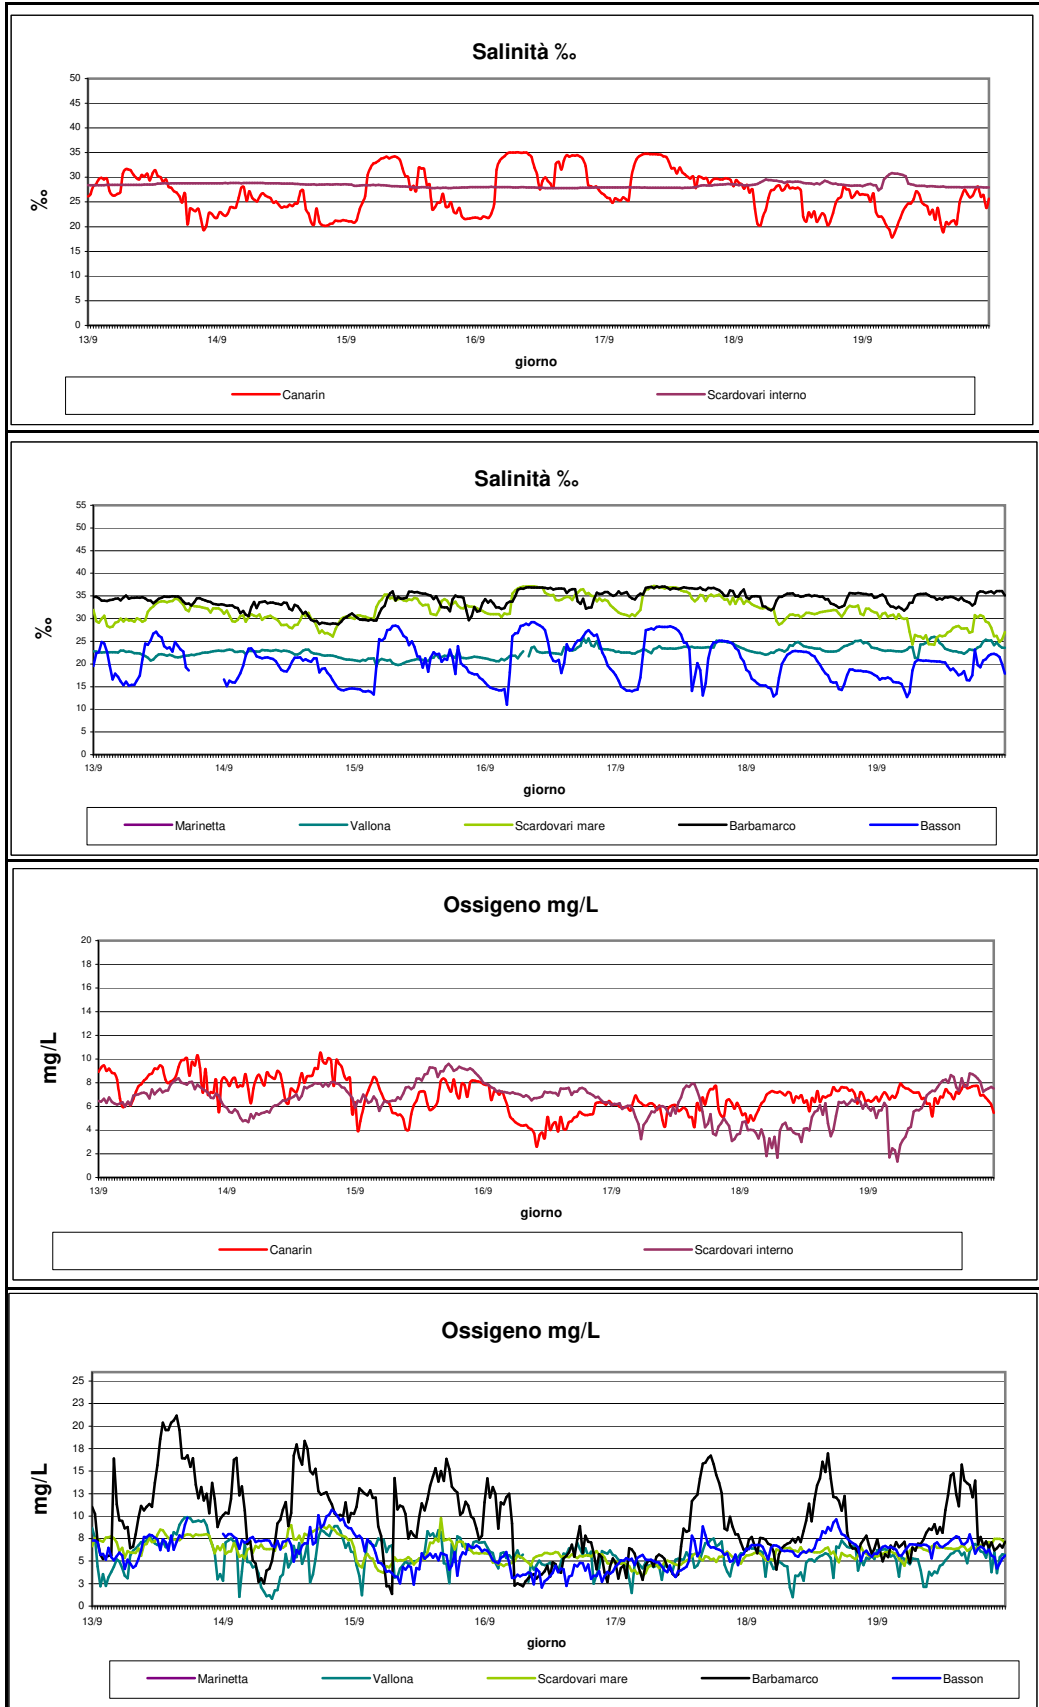 Salinità ‰
50
45
40
35
30
25
20
15
10
5
0
‰
13/9 14/9 15/9 16/9 17/9 18/9 19/9
giorno
Canarin Scardovari interno
Salinità ‰
55
50
45
40
35
30
25
20
15
10
5
0
‰
13/9 14/9 15/9 16/9 17/9 18/9 19/9
giorno
Marinetta Vallona Scardovari mare Barbamarco Basson
Ossigeno mg/L
20
18
16
14
12
10
8
6
4
2
0
mg/L
13/9 14/9 15/9 16/9 17/9 18/9 19/9
giorno
Canarin Scardovari interno
Ossigeno mg/L
25
23
20
18
15
13
10
8
5
3
0
mg/L
13/9 14/9 15/9 16/9 17/9 18/9 19/9
giorno
Marinetta Vallona Scardovari mare Barbamarco Basson